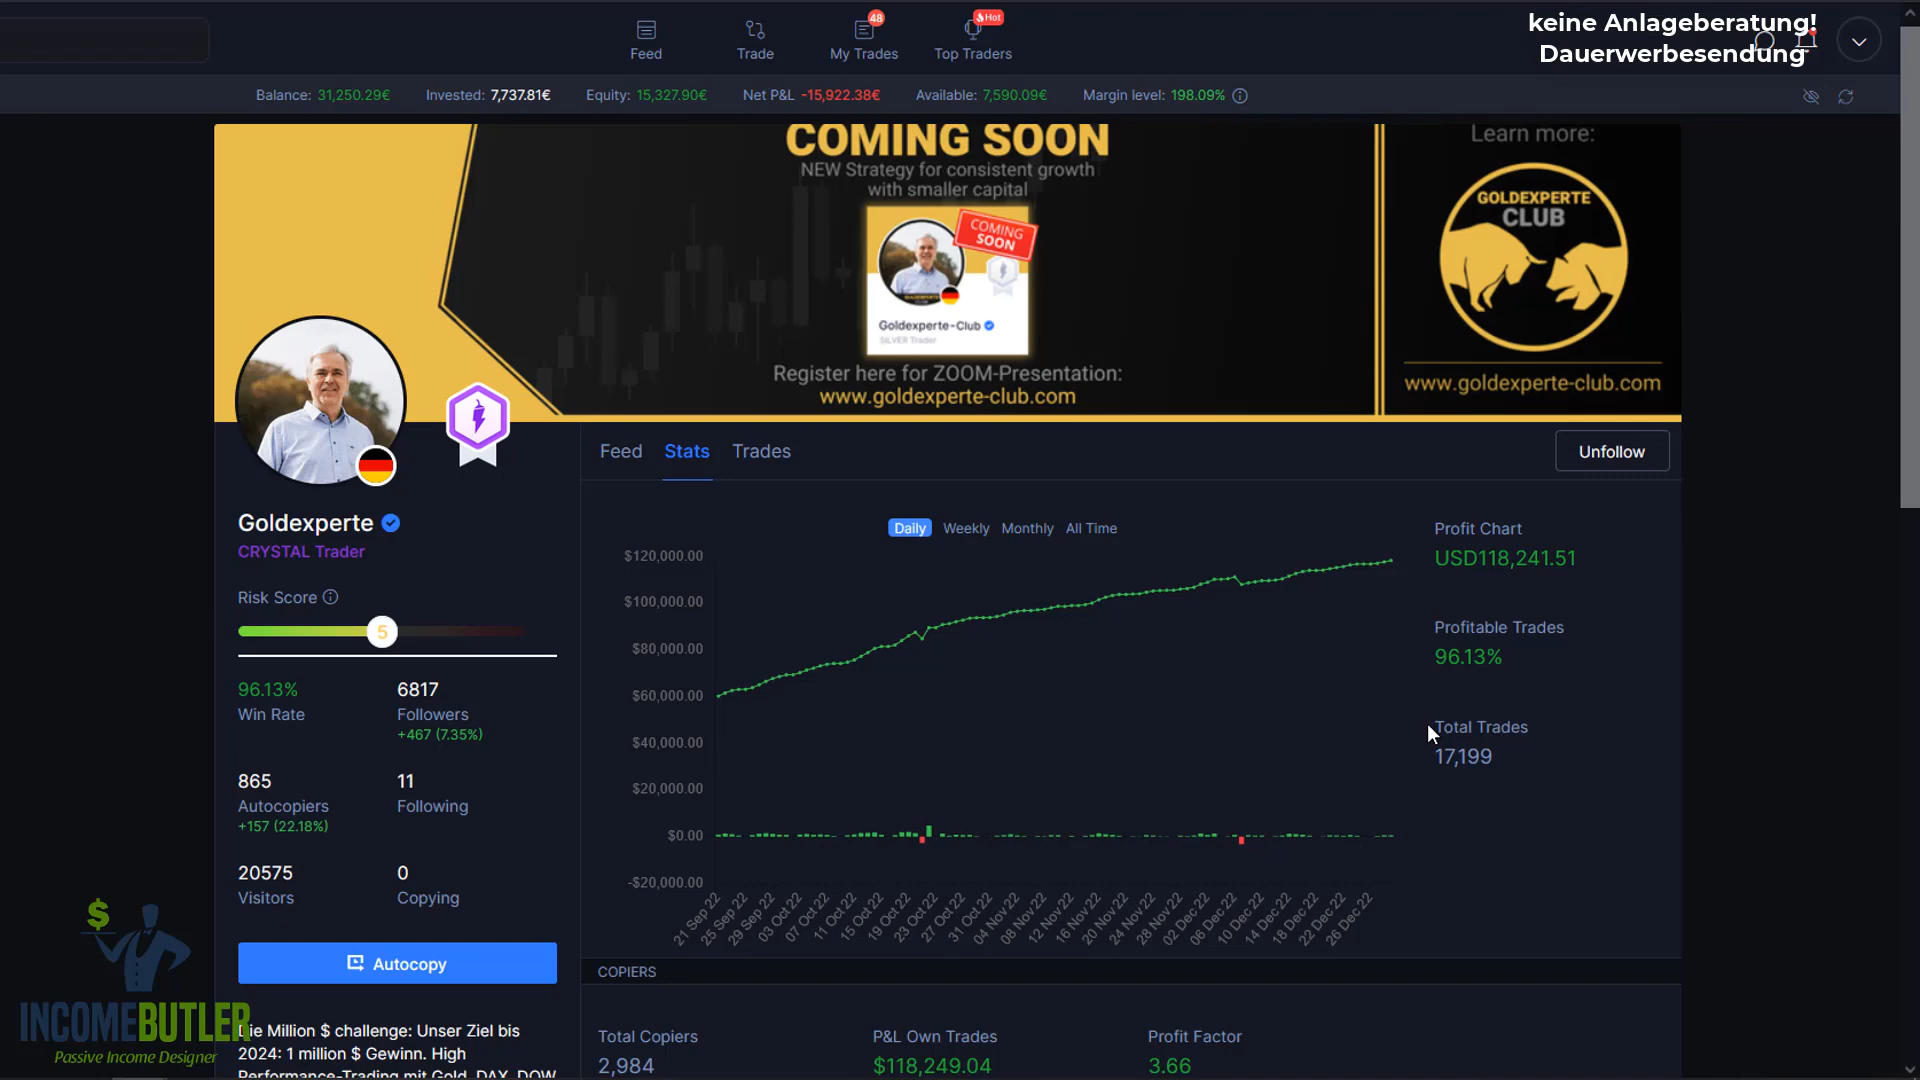 Feed
Trade
48
My Trades
Hot
Top Traders
keine Anlageberatung!
Dauerwerbesendung
Balance: 31,250.29€
Invested: 7,737.81€
Equity: 15,327.90€
Net P&L -15,922.38€
Available: 7,590.09€
Margin level: 198.09%
COMING SOON
NEW Strategy for consistent growth
with smaller capital
COMING
SOON
Goldexperte-Club
SILVER Trader
Register here for ZOOM-Presentation:
www.goldexperte-club.com
Learn more:
GOLDEXPERTE
CLUB
www.goldexperte-club.com
Feed
Stats
Trades
Unfollow
Goldexperte
CRYSTAL Trader
Risk Score
5
96.13%
Win Rate
6817
Followers
+467 (7.35%)
865
Autocopiers
+157 (22.18%)
11
Following
20575
Visitors
0
Copying
Autocopy
Die Million $ challenge: Unser Ziel bis
2024: 1 million $ Gewinn. High
Performance-Trading mit Gold, DAX, DOW
INCOMEBUTLER
Passive Income Designer
Daily
Weekly
Monthly
All Time
$120,000.00
$100,000.00
$80,000.00
$60,000.00
$40,000.00
$20,000.00
$0.00
-$20,000.00
21 Sep 22
25 Sep 22
29 Sep 22
03 Oct 22
07 Oct 22
11 Oct 22
15 Oct 22
19 Oct 22
23 Oct 22
27 Oct 22
31 Oct 22
04 Nov 22
08 Nov 22
12 Nov 22
16 Nov 22
20 Nov 22
24 Nov 22
28 Nov 22
02 Dec 22
06 Dec 22
10 Dec 22
14 Dec 22
18 Dec 22
22 Dec 22
26 Dec 22
Profit Chart
USD118,241.51
Profitable Trades
96.13%
Total Trades
17,199
COPIERS
Total Copiers
2,984
P&L Own Trades
$118,249.04
Profit Factor
3.66